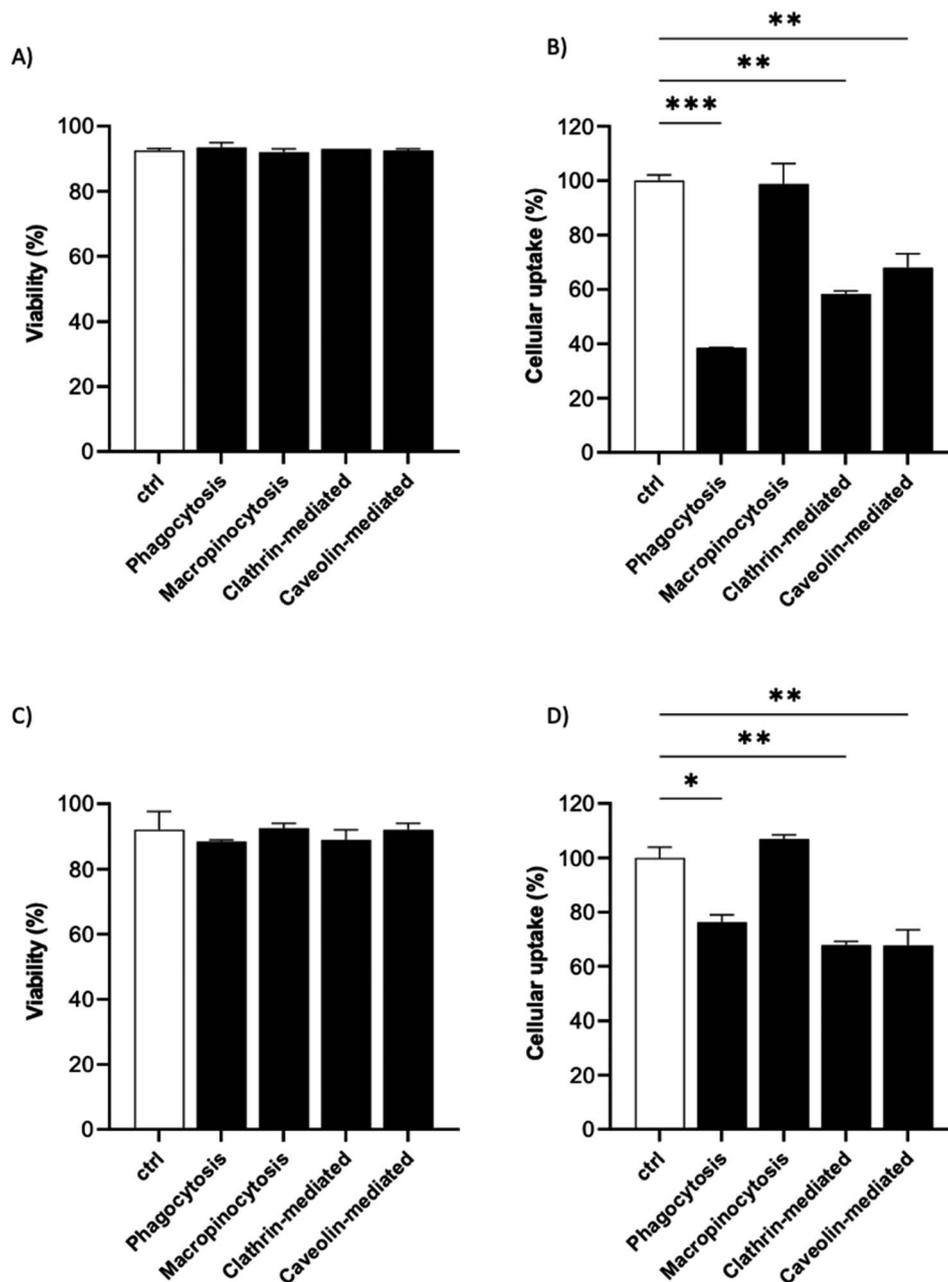 A)
Viability (%)
100
80
60
40
20
0
ctrl
Phagocytosis
Macropinocytosis
Clathrin-mediated
Caveolin-mediated
B)
**
**
***
Cellular uptake (%)
120
100
80
60
40
20
0
ctrl
Phagocytosis
Macropinocytosis
Clathrin-mediated
Caveolin-mediated
C)
Viability (%)
100
80
60
40
20
0
ctrl
Phagocytosis
Macropinocytosis
Clathrin-mediated
Caveolin-mediated
D)
**
**
*
Cellular uptake (%)
120
100
80
60
40
20
0
ctrl
Phagocytosis
Macropinocytosis
Clathrin-mediated
Caveolin-mediated